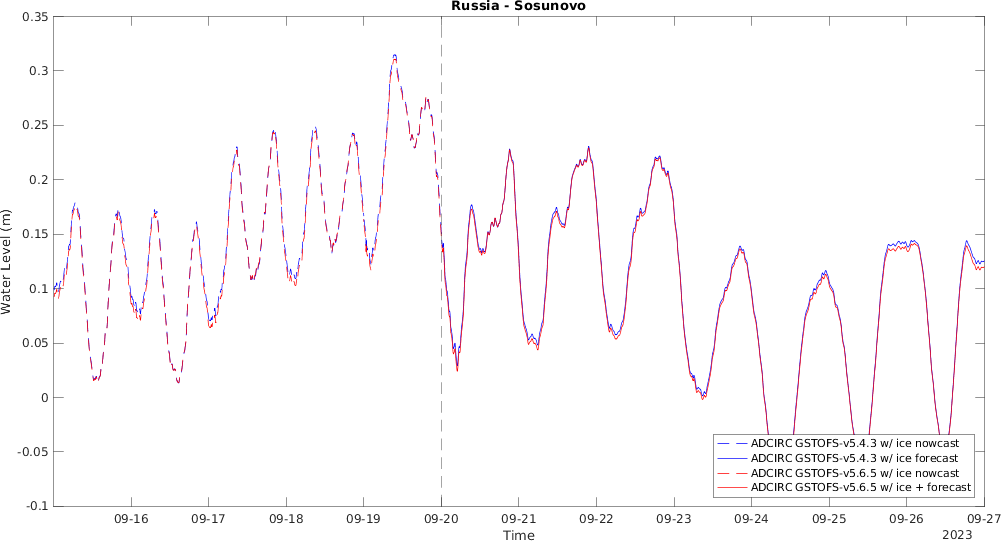 Russia - Sosunovo
0.35
0.3
0.25
0.2
0.15
0.1
0.05
0
-0.05
-0.1
Water Level (m)
ADCIRC GSTOFS-v5.4.3 w/ ice nowcast
ADCIRC GSTOFS-v5.4.3 w/ ice forecast
ADCIRC GSTOFS-v5.6.5 w/ ice nowcast
ADCIRC GSTOFS-v5.6.5 w/ ice + forecast
09-16 09-17 09-18 09-19 09-20 09-21 09-22 09-23 09-24 09-25 09-26 09-27
Time
2023